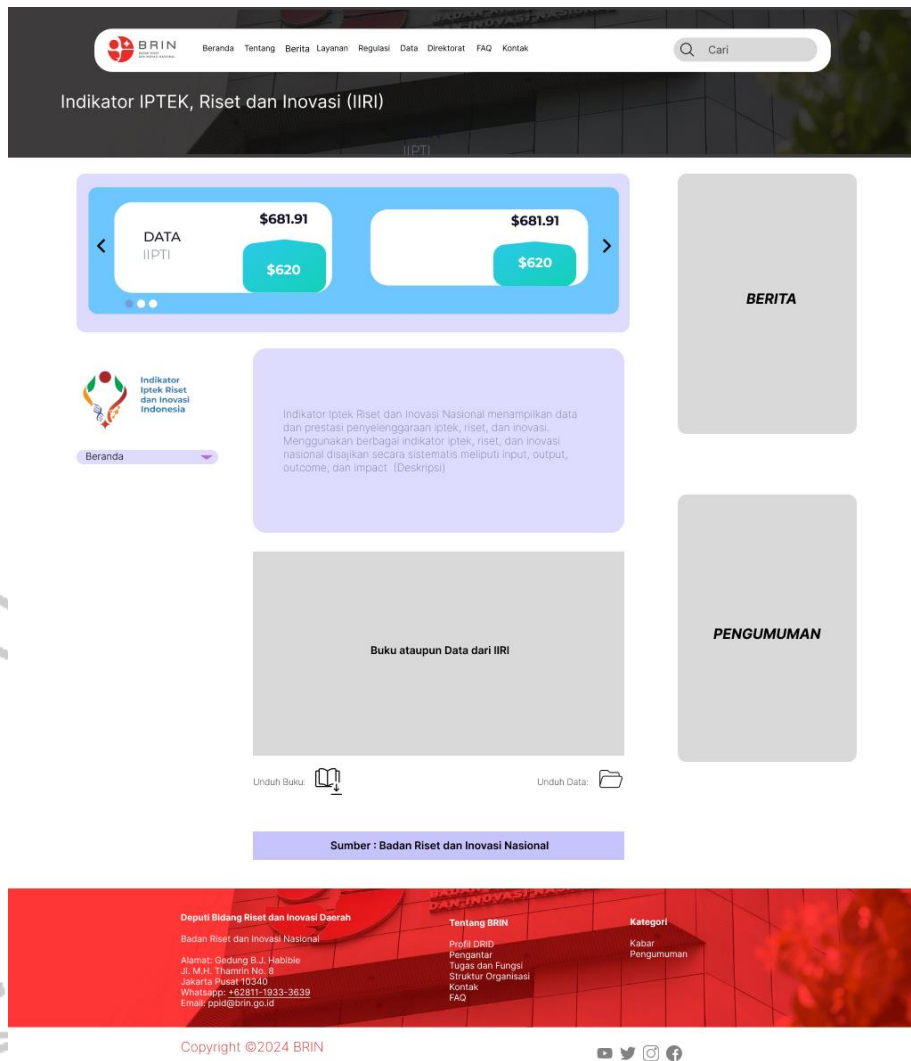 BRIN
Beranda Tentang Berita Layanan Regulasi Data Direktorat FAQ Kontak
Cari
Indikator IPTEK, Riset dan Inovasi (IIRI)
IIPTI
DATA
IIPTI
$681.91
$620
$681.91
$620
BERITA
Indikator
Iptek Riset
dan Inovasi
Indonesia
Beranda
Indikator Iptek Riset dan Inovasi Nasional menampilkan data
dan prestasi penyelenggaraan iptek, riset, dan inovasi.
Menggunakan berbagai indikator iptek, riset, dan inovasi
nasional disajikan secara sistematis meliputi input, output,
outcome, dan impact (Deskripsi)
Buku ataupun Data dari IIRI
PENGUMUMAN
Unduh Buku:
Unduh Data:
Sumber : Badan Riset dan Inovasi Nasional
Deputi Bidang Riset dan Inovasi Daerah
Badan Riset dan Inovasi Nasional
Alamat: Gedung B.J. Habibie
Jl. M.H. Thamrin No. 8
Jakarta Pusat 10340
Whatsapp: +62811-1933-3639
Email: ppid@brin.go.id
Tentang BRIN
Profil DRID
Pengantar
Tugas dan Fungsi
Struktur Organisasi
Kontak
FAQ
Kategori
Kabar
Pengumuman
Copyright ©2024 BRIN